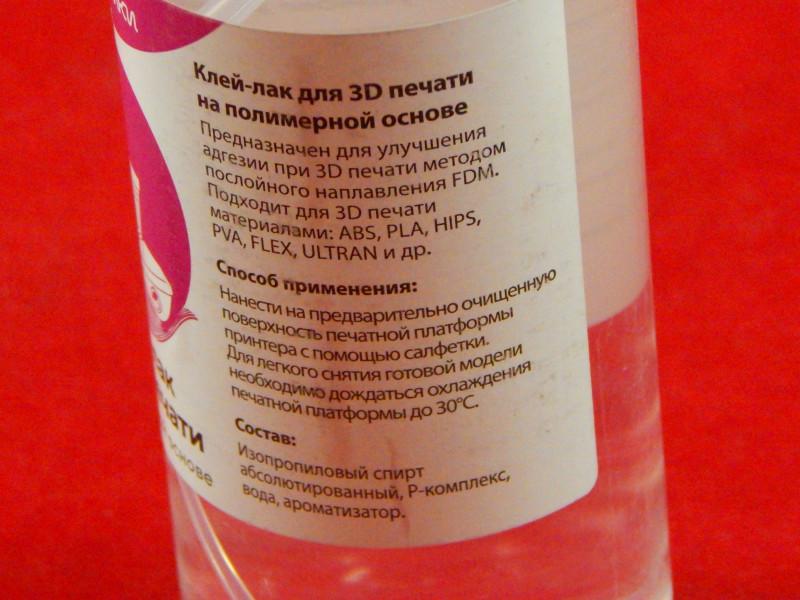 Клей-лак для 3D печати
на полимерной основе
Предназначен для улучшения
адгезии при 3D печати методом
послойного наплавления FDM.
Подходит для 3D печати
материалами: ABS, PLA, HIPS,
PVA, FLEX, ULTRAN и др.
Способ применения:
Нанести на предварительно очищенную
поверхность печатной платформы
принтера с помощью салфетки.
Для легкого снятия готовой модели
необходимо дождаться охлаждения
печатной платформы до 30°C.
Состав:
Изопропиловый спирт
абсолютированный, Р-комплекс,
вода, ароматизатор.